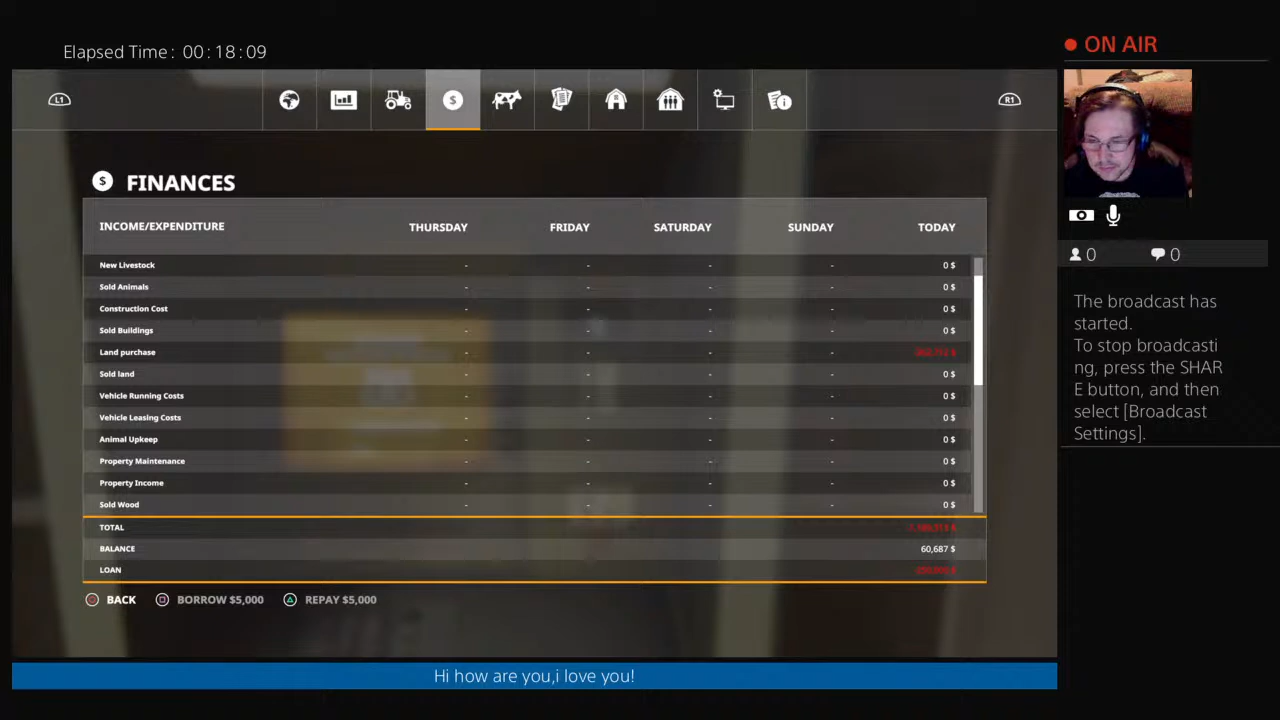 Elapsed Time: 00:18:09
ON AIR
L1
R1
$
$ FINANCES
INCOME/EXPENDITURE THURSDAY FRIDAY SATURDAY SUNDAY TODAY
New Livestock - - - - 0 $
Sold Animals - - - - 0 $
Construction Cost - - - - 0 $
Sold Buildings - - - - 0 $
Land purchase - - - -
Sold land - - - - 0 $
Vehicle Running Costs - - - - 0 $
Vehicle Leasing Costs - - - - 0 $
Animal Upkeep - - - - 0 $
Property Maintenance - - - - 0 $
Property Income - - - - 0 $
Sold Wood - - - - 0 $
TOTAL
BALANCE 60,687 $
LOAN
BACK BORROW $5,000 REPAY $5,000
0 0
The broadcast has
started.
To stop broadcasti
ng, press the SHAR
E button, and then
select [Broadcast
Settings].
Hi how are you,i love you!